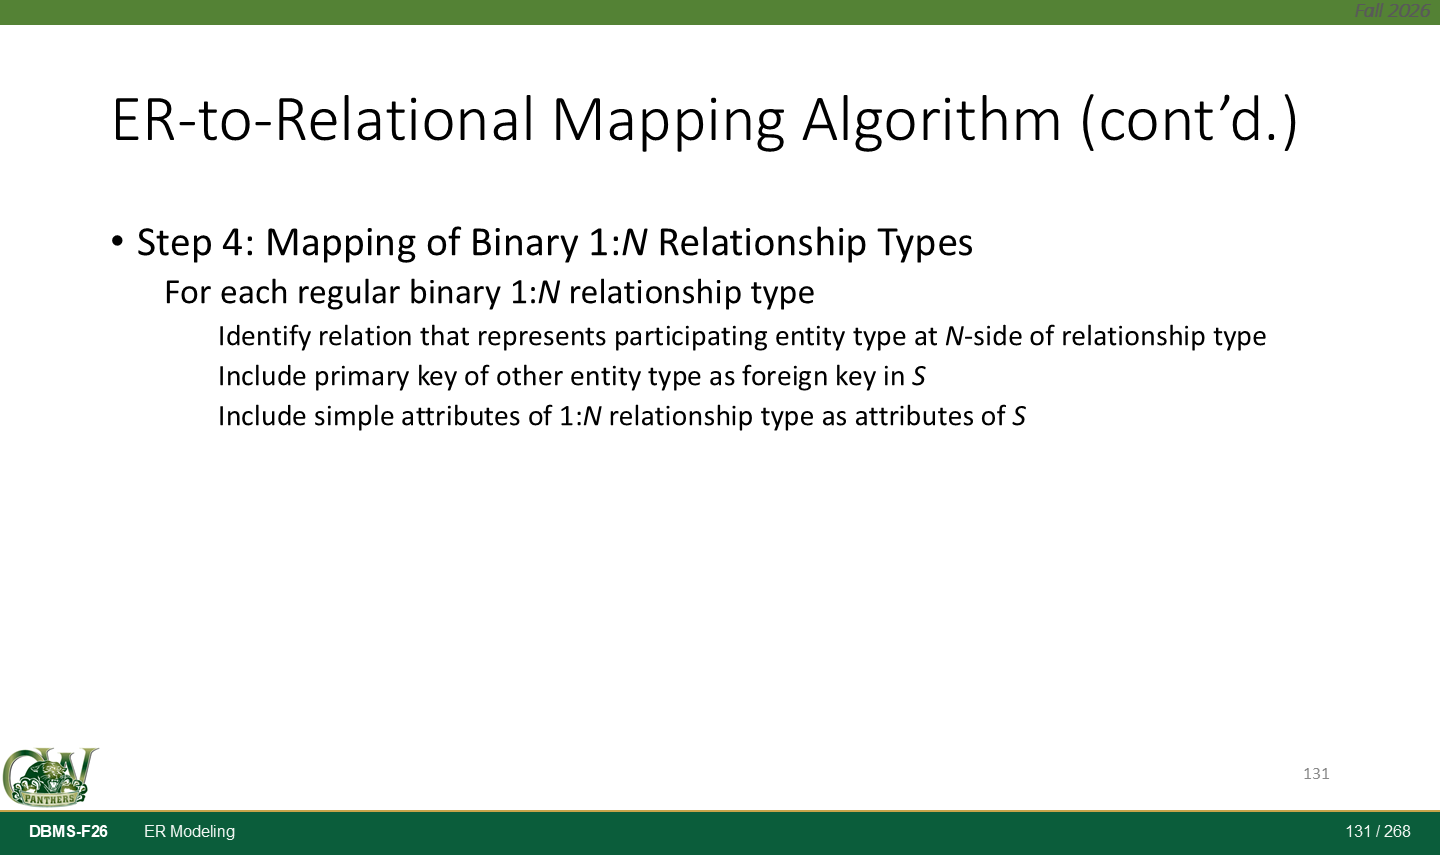 Fall 2026
ER-to-Relational Mapping Algorithm (cont’d.)
• Step 4: Mapping of Binary 1:N Relationship Types
For each regular binary 1:N relationship type
Identify relation that represents participating entity type at N-side of relationship type
Include primary key of other entity type as foreign key in S
Include simple attributes of 1:N relationship type as attributes of S
OW
PANTHERS
131
DBMS-F26 ER Modeling 131 / 268